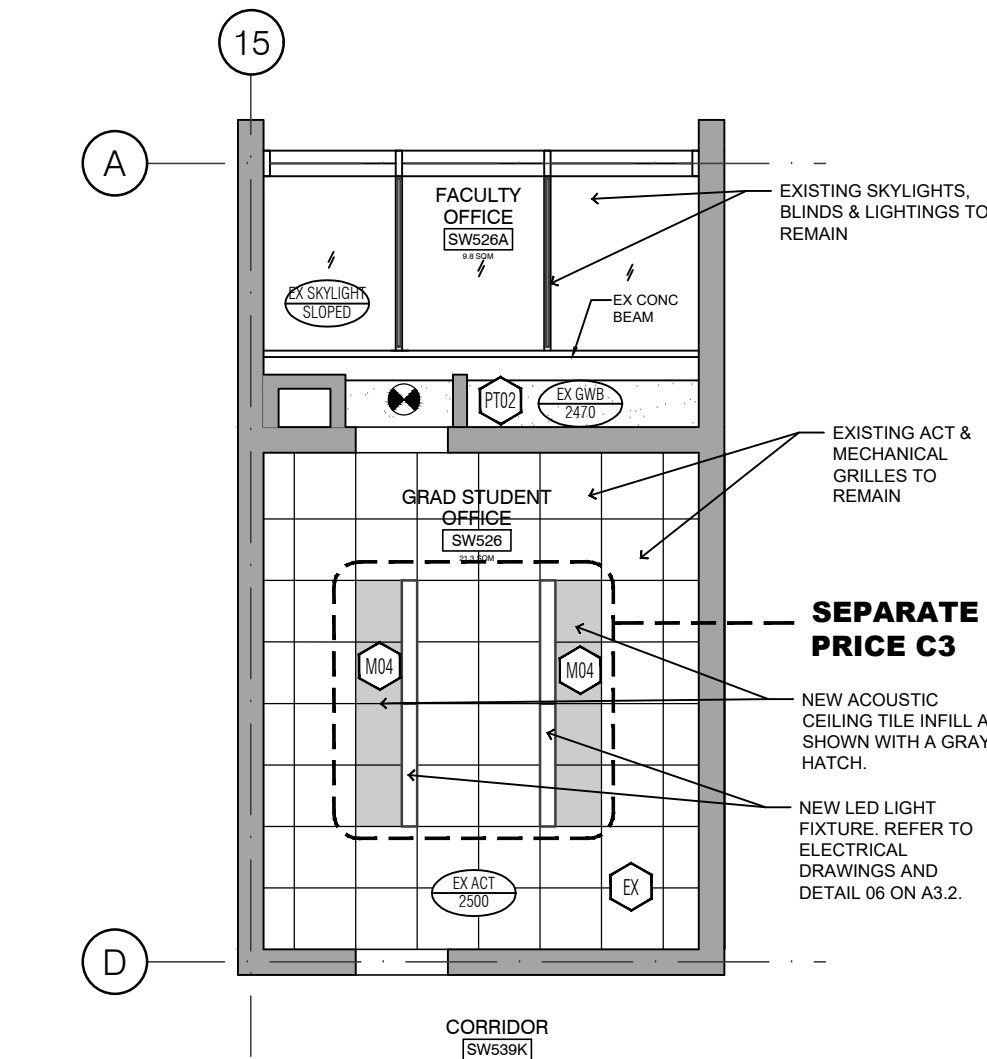 15
A
FACULTY
OFFICE
SW526A
9.8 SQM
EXISTING SKYLIGHTS,
BLINDS & LIGHTINGS TO
REMAIN
EX SKYLIGHT
SLOPED
EX CONC
BEAM
PT02
EX GWB
2470
EXISTING ACT &
MECHANICAL
GRILLES TO
REMAIN
GRAD STUDENT
OFFICE
SW526
21.3 SQM
SEPARATE
PRICE C3
M04
M04
NEW ACOUSTIC
CEILING TILE INFILL A
SHOWN WITH A GRAY
HATCH.
NEW LED LIGHT
FIXTURE. REFER TO
ELECTRICAL
DRAWINGS AND
DETAIL 06 ON A3.2.
EX ACT
2500
EX
D
CORRIDOR
SW539K